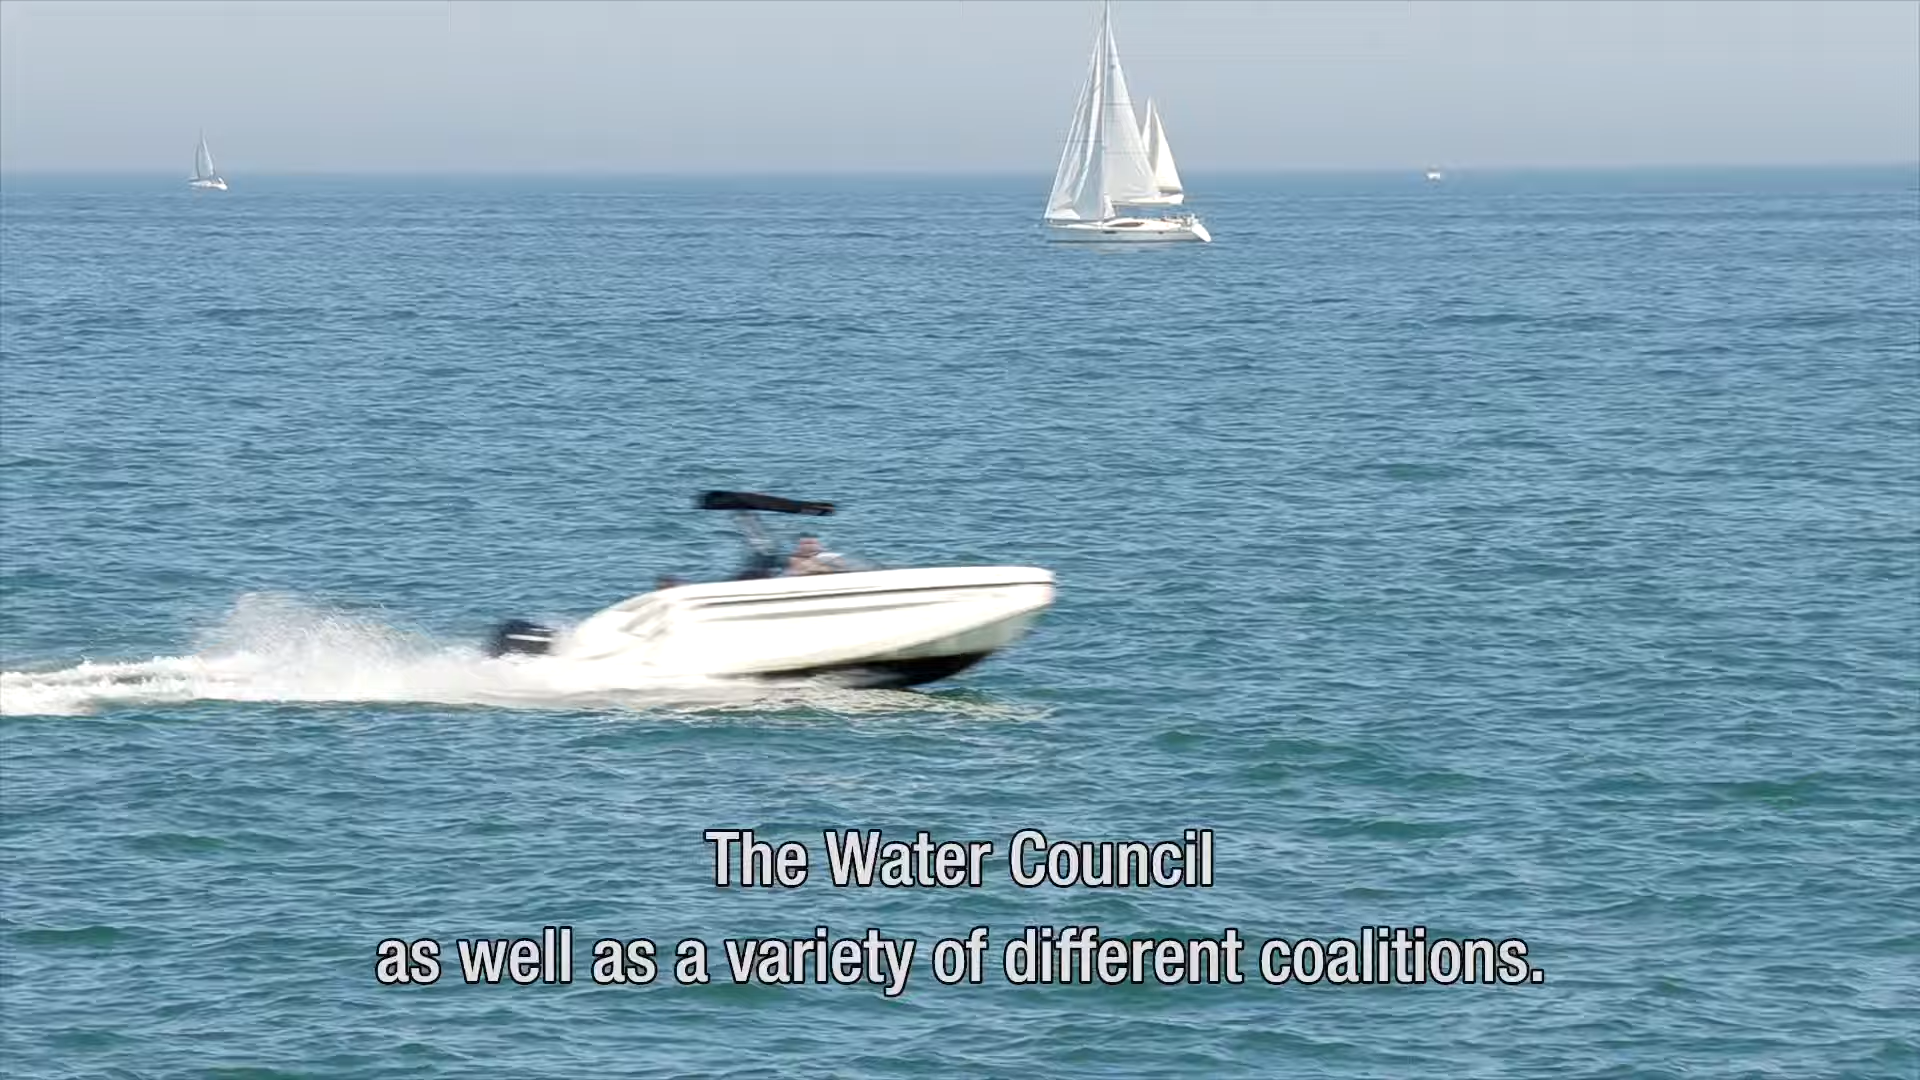 The Water Council
as well as a variety of different coalitions.